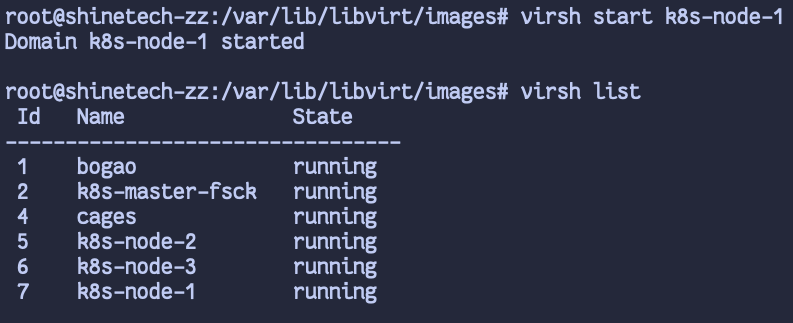 root@shinetech-zz:/var/lib/libvirt/images# virsh start k8s-node-1
Domain k8s-node-1 started
root@shinetech-zz:/var/lib/libvirt/images# virsh list
Id   Name              State
---------------------------------
1    bogao             running
2    k8s-master-fsck   running
4    cages             running
5    k8s-node-2        running
6    k8s-node-3        running
7    k8s-node-1        running